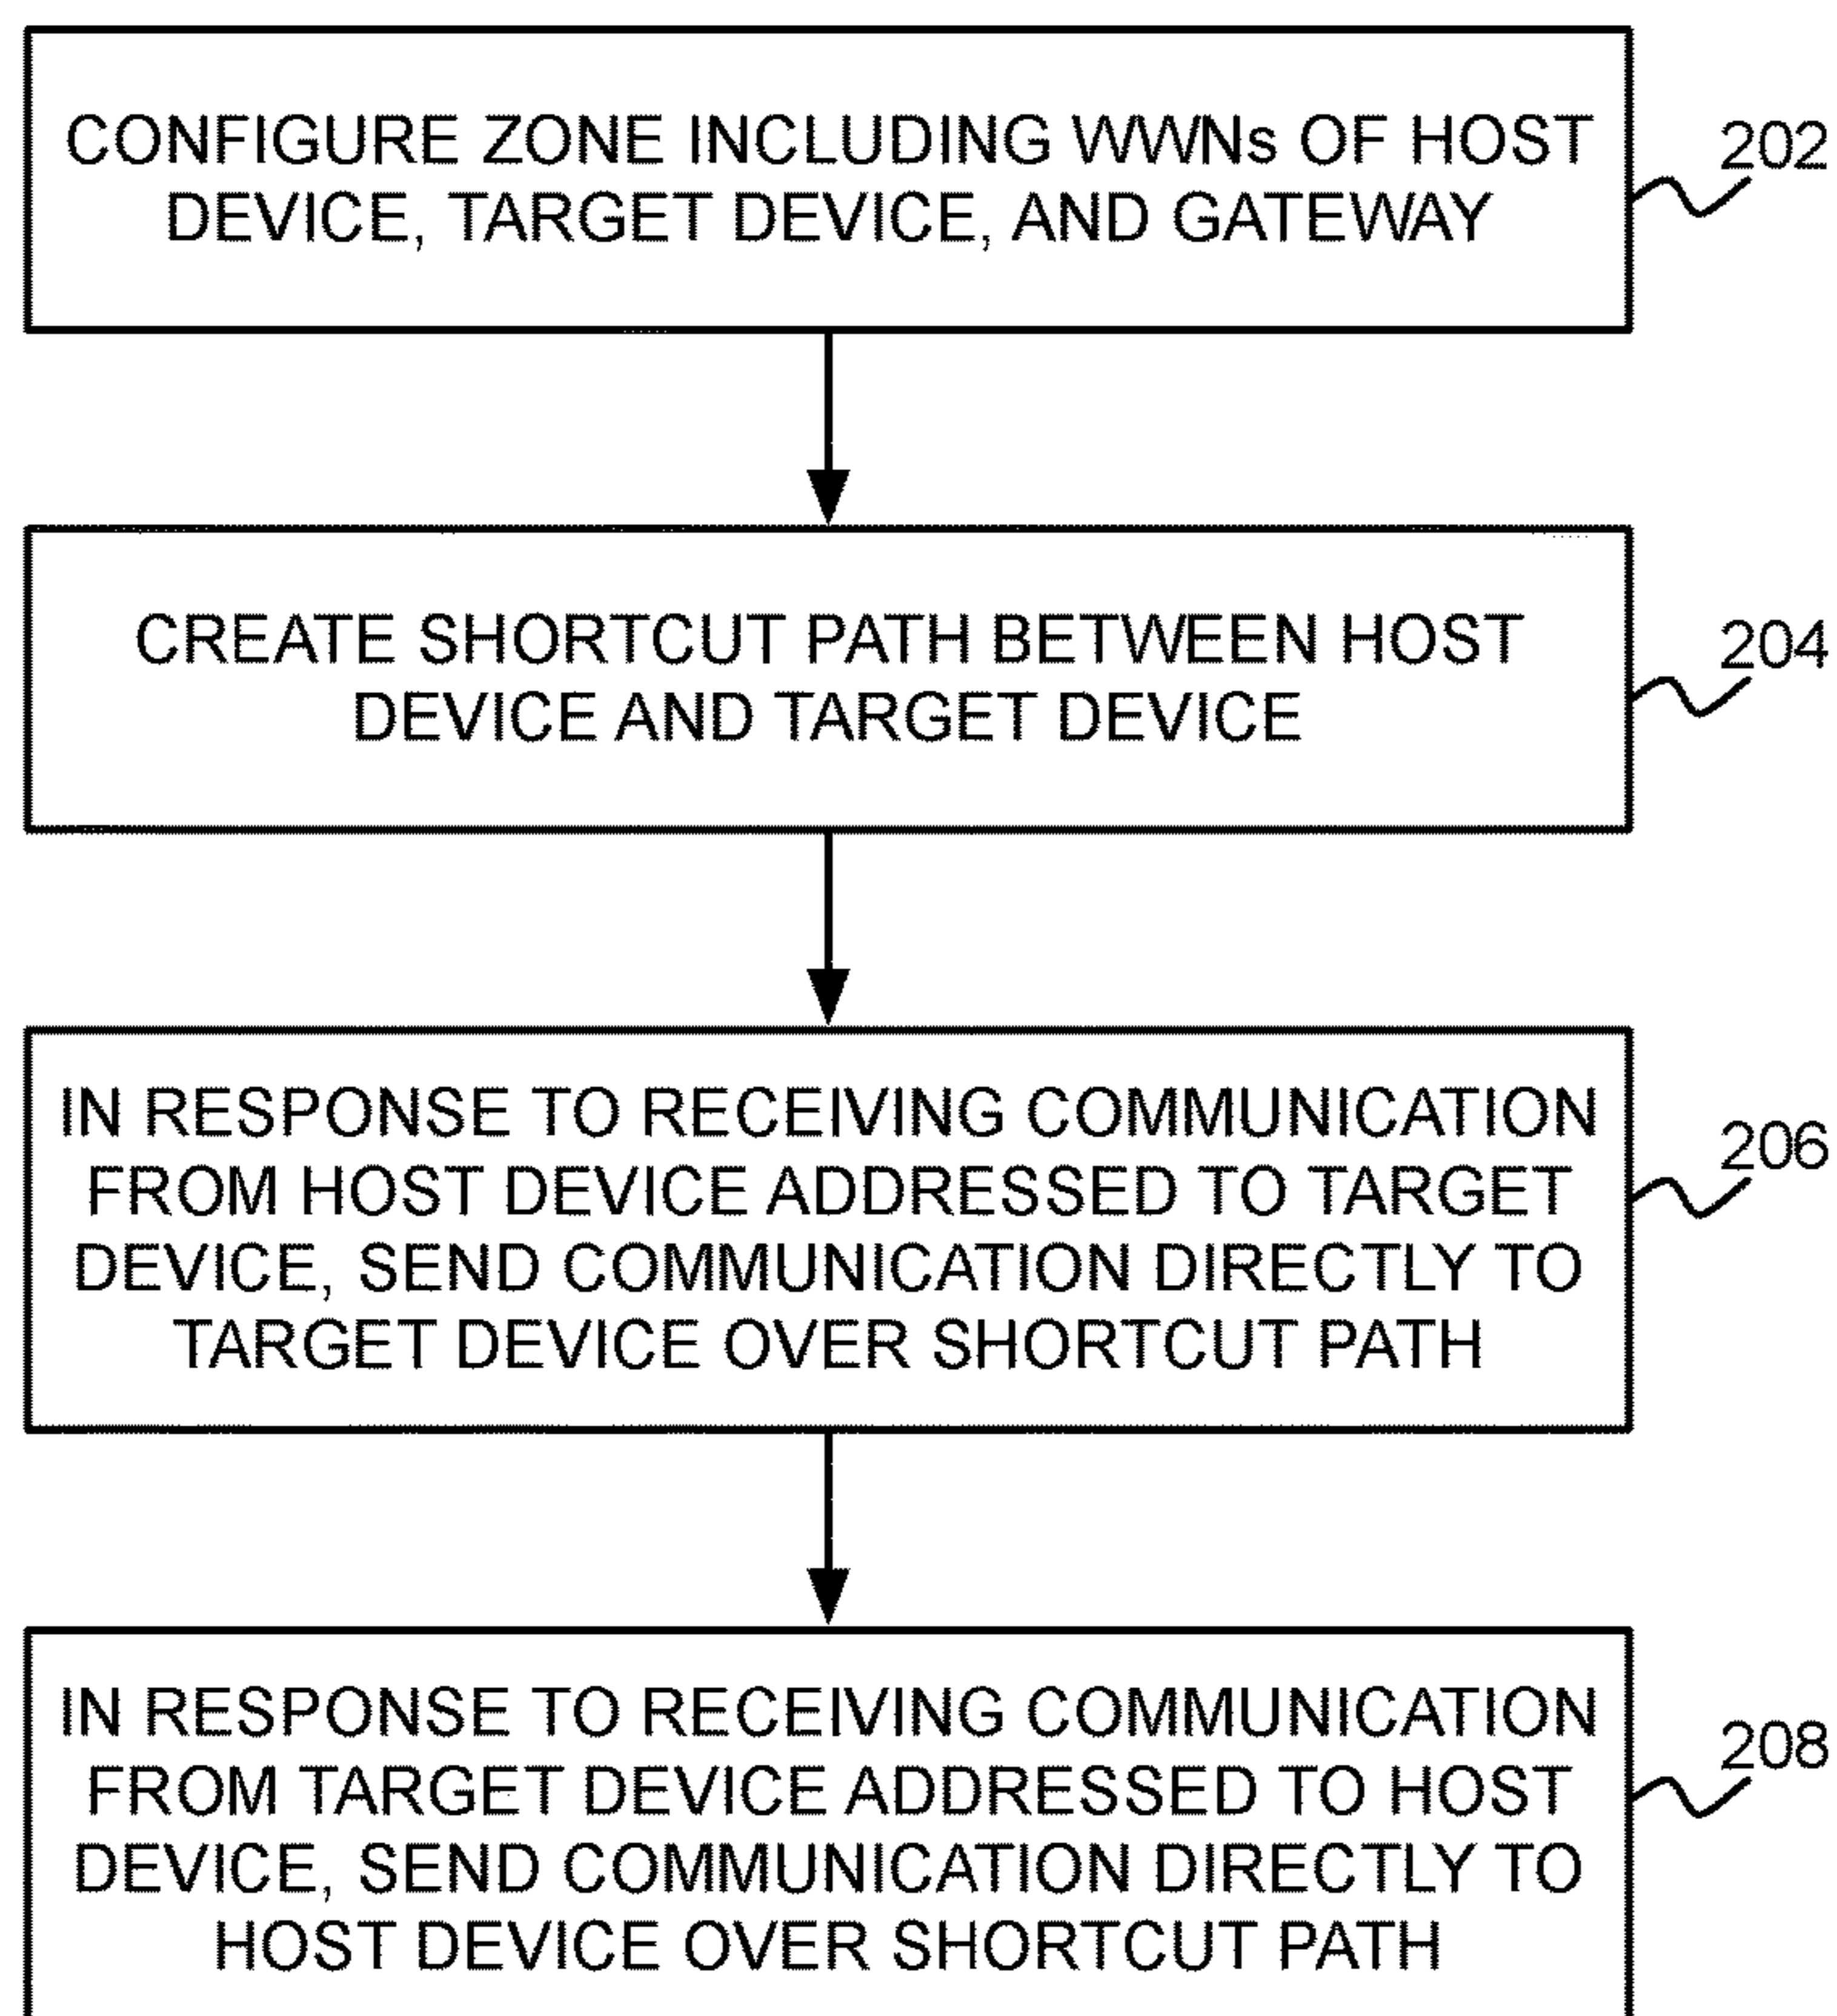 CONFIGURE ZONE INCLUDING WWNs OF HOST
DEVICE, TARGET DEVICE, AND GATEWAY
202
CREATE SHORTCUT PATH BETWEEN HOST
DEVICE AND TARGET DEVICE
204
IN RESPONSE TO RECEIVING COMMUNICATION
FROM HOST DEVICE ADDRESSED TO TARGET
DEVICE, SEND COMMUNICATION DIRECTLY TO
TARGET DEVICE OVER SHORTCUT PATH
206
IN RESPONSE TO RECEIVING COMMUNICATION
FROM TARGET DEVICE ADDRESSED TO HOST
DEVICE, SEND COMMUNICATION DIRECTLY TO
HOST DEVICE OVER SHORTCUT PATH
208